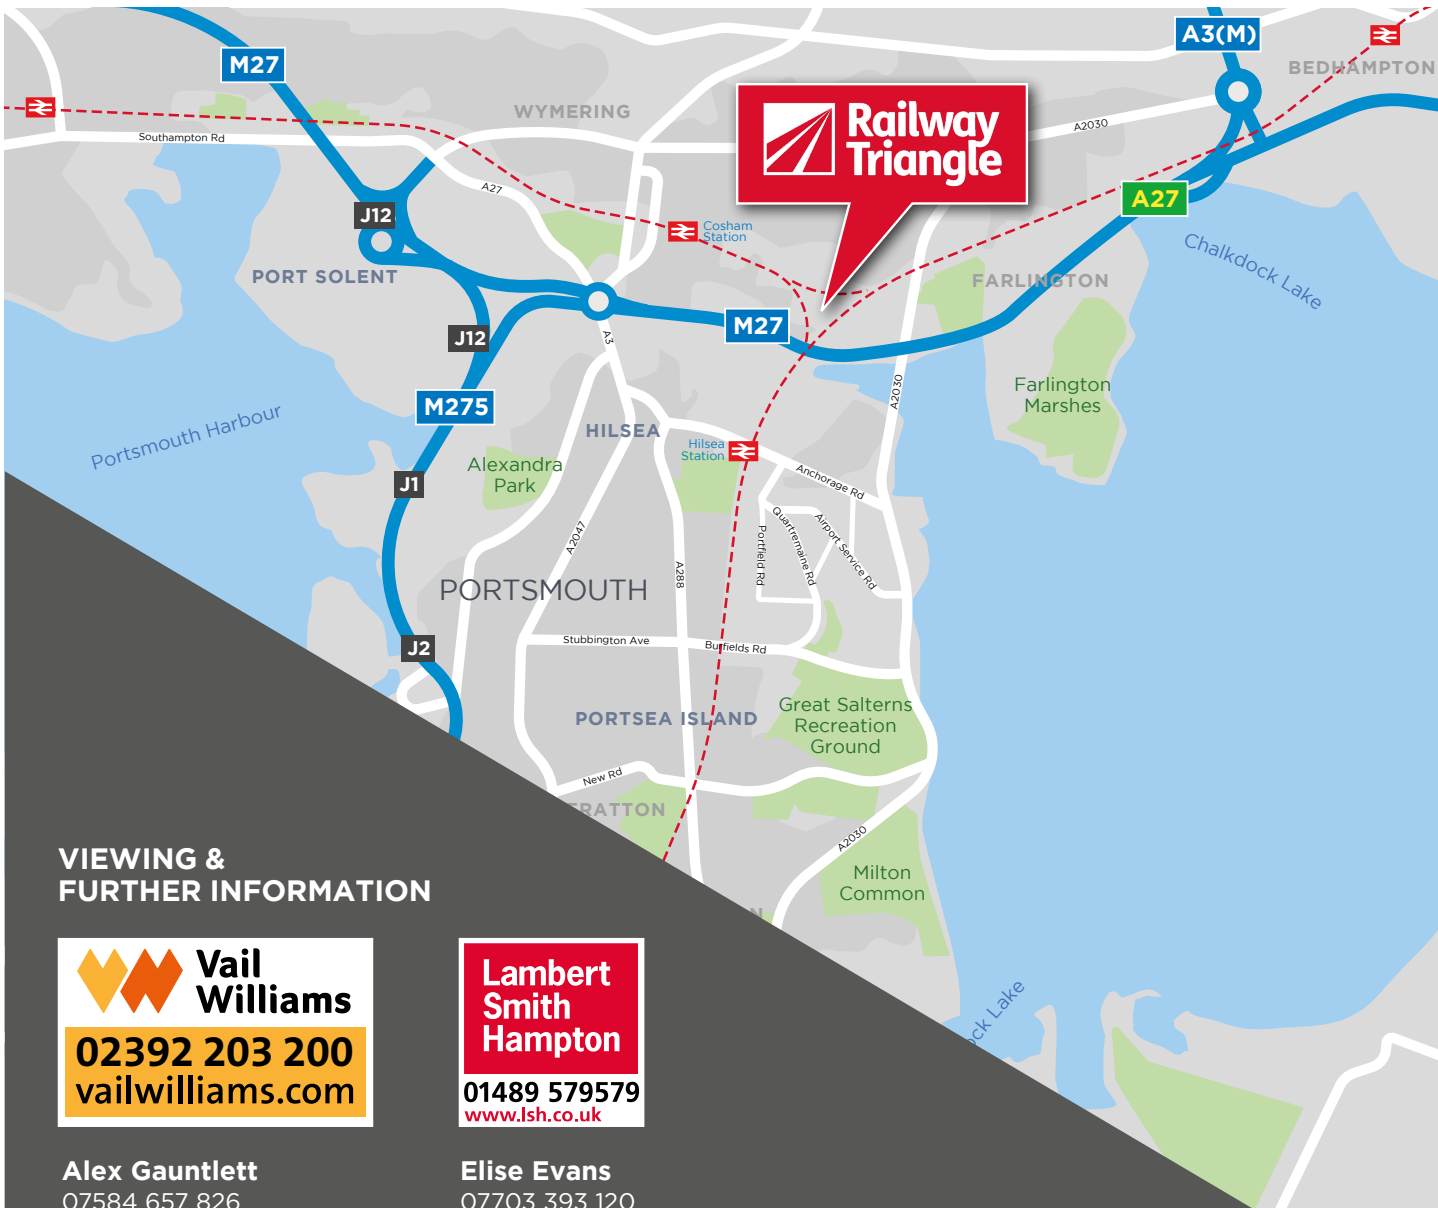 M27
A3(M)
BEDHAMPTON
WYMERING
Railway
Triangle
A2030
Southampton Rd
A27
A27
J12
Cosham
Station
Chalkdock Lake
PORT SOLENT
FARLINGTON
M27
J12
A3
A2030
Farlington
Marshes
M275
Portsmouth Harbour
HILSEA
Hilsea
Station
Alexandra
Park
J1
Anchorage Rd
A2047
Portfield Rd
Quartremaine Rd
Airport Service Rd
A288
PORTSMOUTH
J2
Stubbington Ave
Burfields Rd
PORTSEA ISLAND
Great Salterns
Recreation
Ground
New Rd
RATTON
A2030
Milton
Common
N
ock Lake
VIEWING &
FURTHER INFORMATION
Vail
Williams
02392 203 200
vailwilliams.com
Lambert
Smith
Hampton
01489 579579
www.lsh.co.uk
Alex Gauntlett
07584 657 826
Elise Evans
07703 393 120